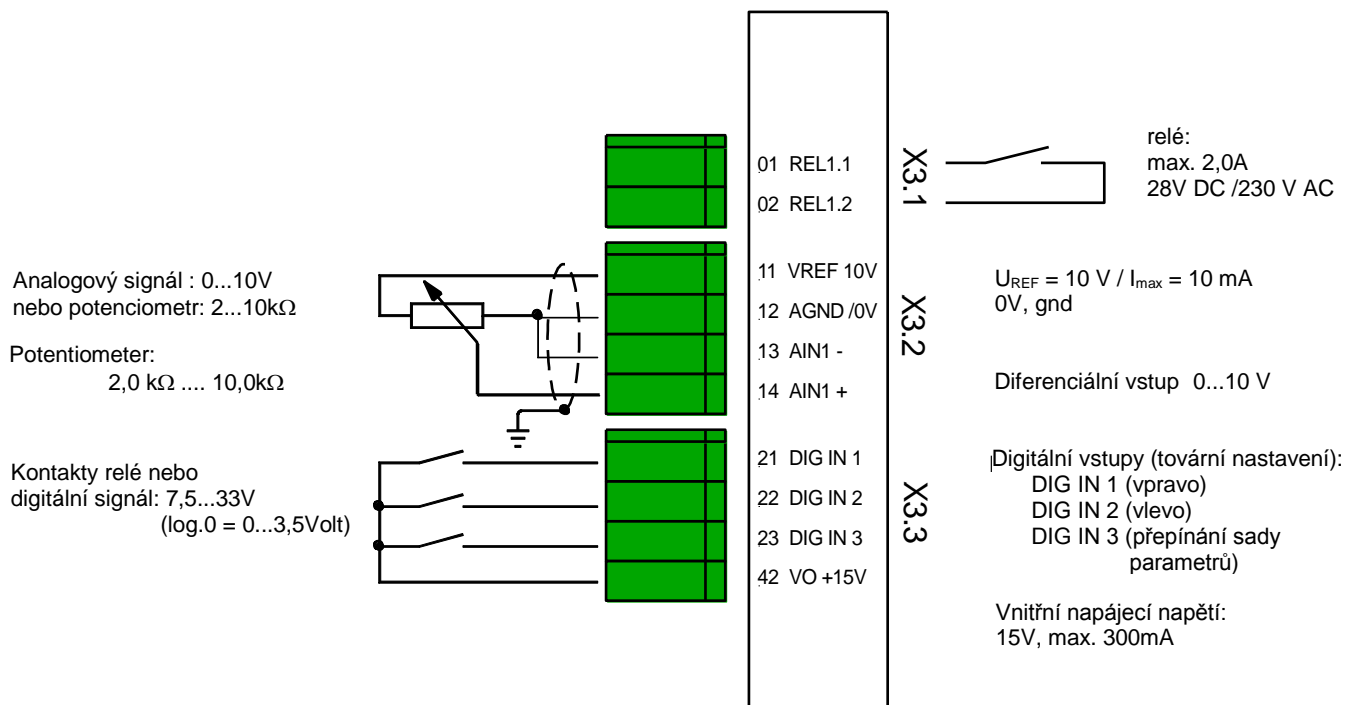 Analogový signál : 0...10V
nebo potenciometr: 2...10kΩ
Potentiometer:
2,0 kΩ .... 10,0kΩ
Kontakty relé nebo
digitální signál: 7,5...33V
(log.0 = 0...3,5Volt)
01 REL1.1
02 REL1.2
11 VREF 10V
12 AGND /0V
13 AIN1 -
14 AIN1 +
21 DIG IN 1
22 DIG IN 2
23 DIG IN 3
42 VO +15V
X3.1
X3.2
X3.3
relé:
max. 2,0A
28V DC /230 V AC
UREF = 10 V / Imax = 10 mA
0V, gnd
Diferenciální vstup 0...10 V
Digitální vstupy (tovární nastavení):
DIG IN 1 (vpravo)
DIG IN 2 (vlevo)
DIG IN 3 (přepínání sady
parametrů)
Vnitřní napájecí napětí:
15V, max. 300mA